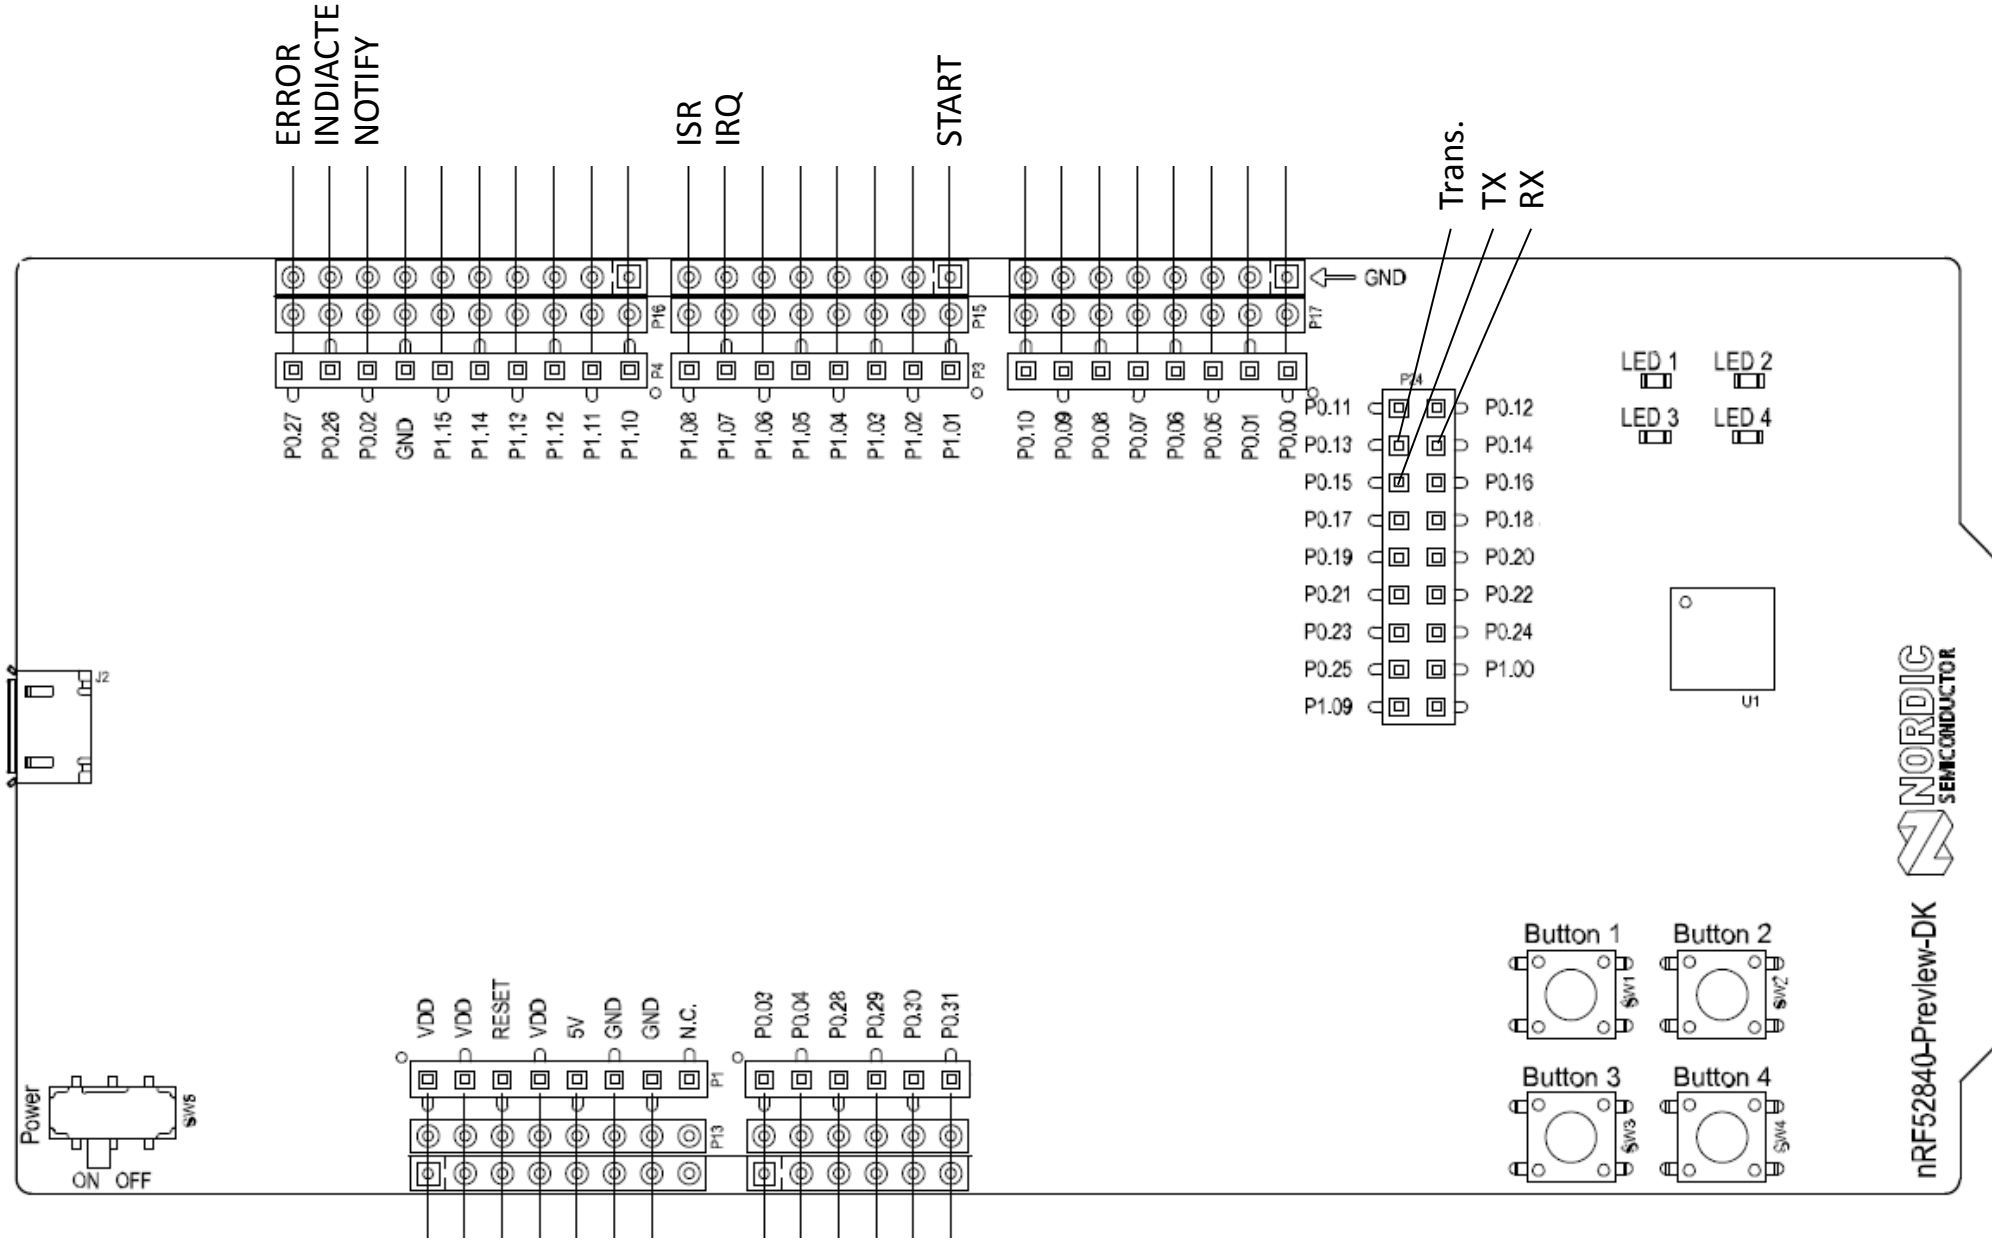 ERROR
INDIACTE
NOTIFY
ISR
IRQ
START
Trans.
TX
RX
GND
P16
P15
P17
P4
P3
P24
P0.27
P0.26
P0.02
GND
P1.15
P1.14
P1.13
P1.12
P1.11
P1.10
P1.08
P1.07
P1.06
P1.05
P1.04
P1.03
P1.02
P1.01
P0.10
P0.09
P0.08
P0.07
P0.06
P0.05
P0.01
P0.00
P0.11 P0.12
P0.13 P0.14
P0.15 P0.16
P0.17 P0.18
P0.19 P0.20
P0.21 P0.22
P0.23 P0.24
P0.25 P1.00
P1.09
LED 1 LED 2
LED 3 LED 4
J2
U1
NORDIC
SEMICONDUCTOR
nRF52840-Preview-DK
Button 1 Button 2
SW1
SW2
Button 3 Button 4
SW3
SW4
VDD
VDD
RESET
VDD
5V
GND
GND
N.C.
P0.03
P0.04
P0.28
P0.29
P0.30
P0.31
P1
P13
Power
ON OFF